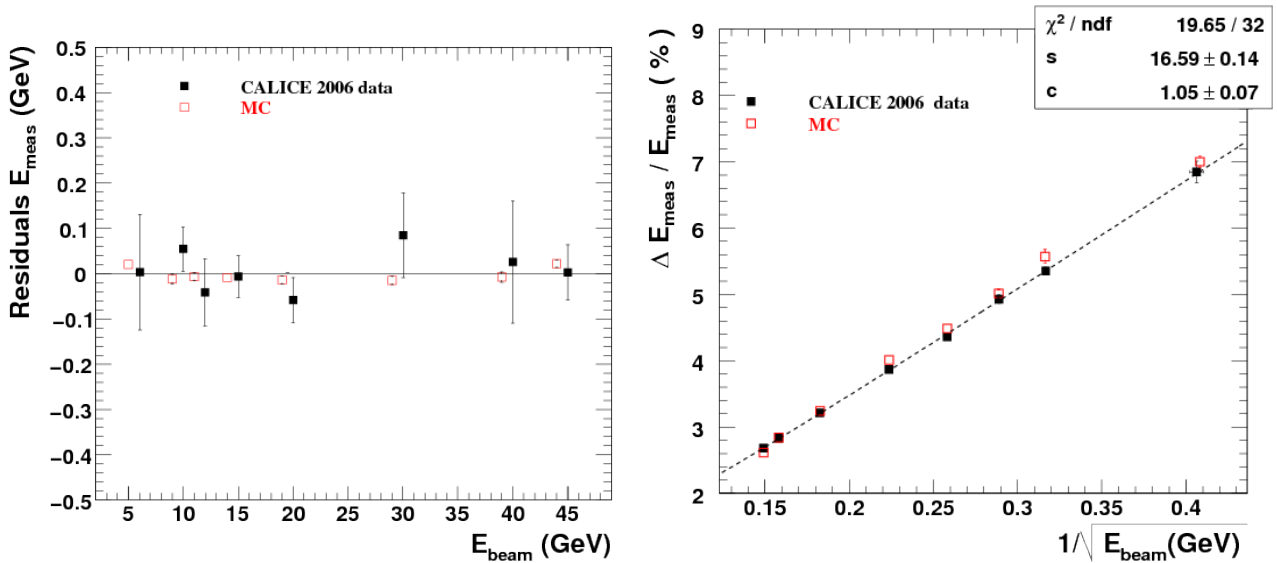 Residuals E_meas (GeV)
0.5
0.4
0.3
0.2
0.1
0
−0.1
−0.2
−0.3
−0.4
−0.5
CALICE 2006 data
MC
5 10 15 20 25 30 35 40 45
E_beam (GeV)
Δ E_meas / E_meas ( % )
9
8
7
6
5
4
3
2
χ² / ndf 19.65 / 32
s 16.59 ± 0.14
c 1.05 ± 0.07
CALICE 2006 data
MC
0.15 0.2 0.25 0.3 0.35 0.4
1/√ E_beam(GeV)